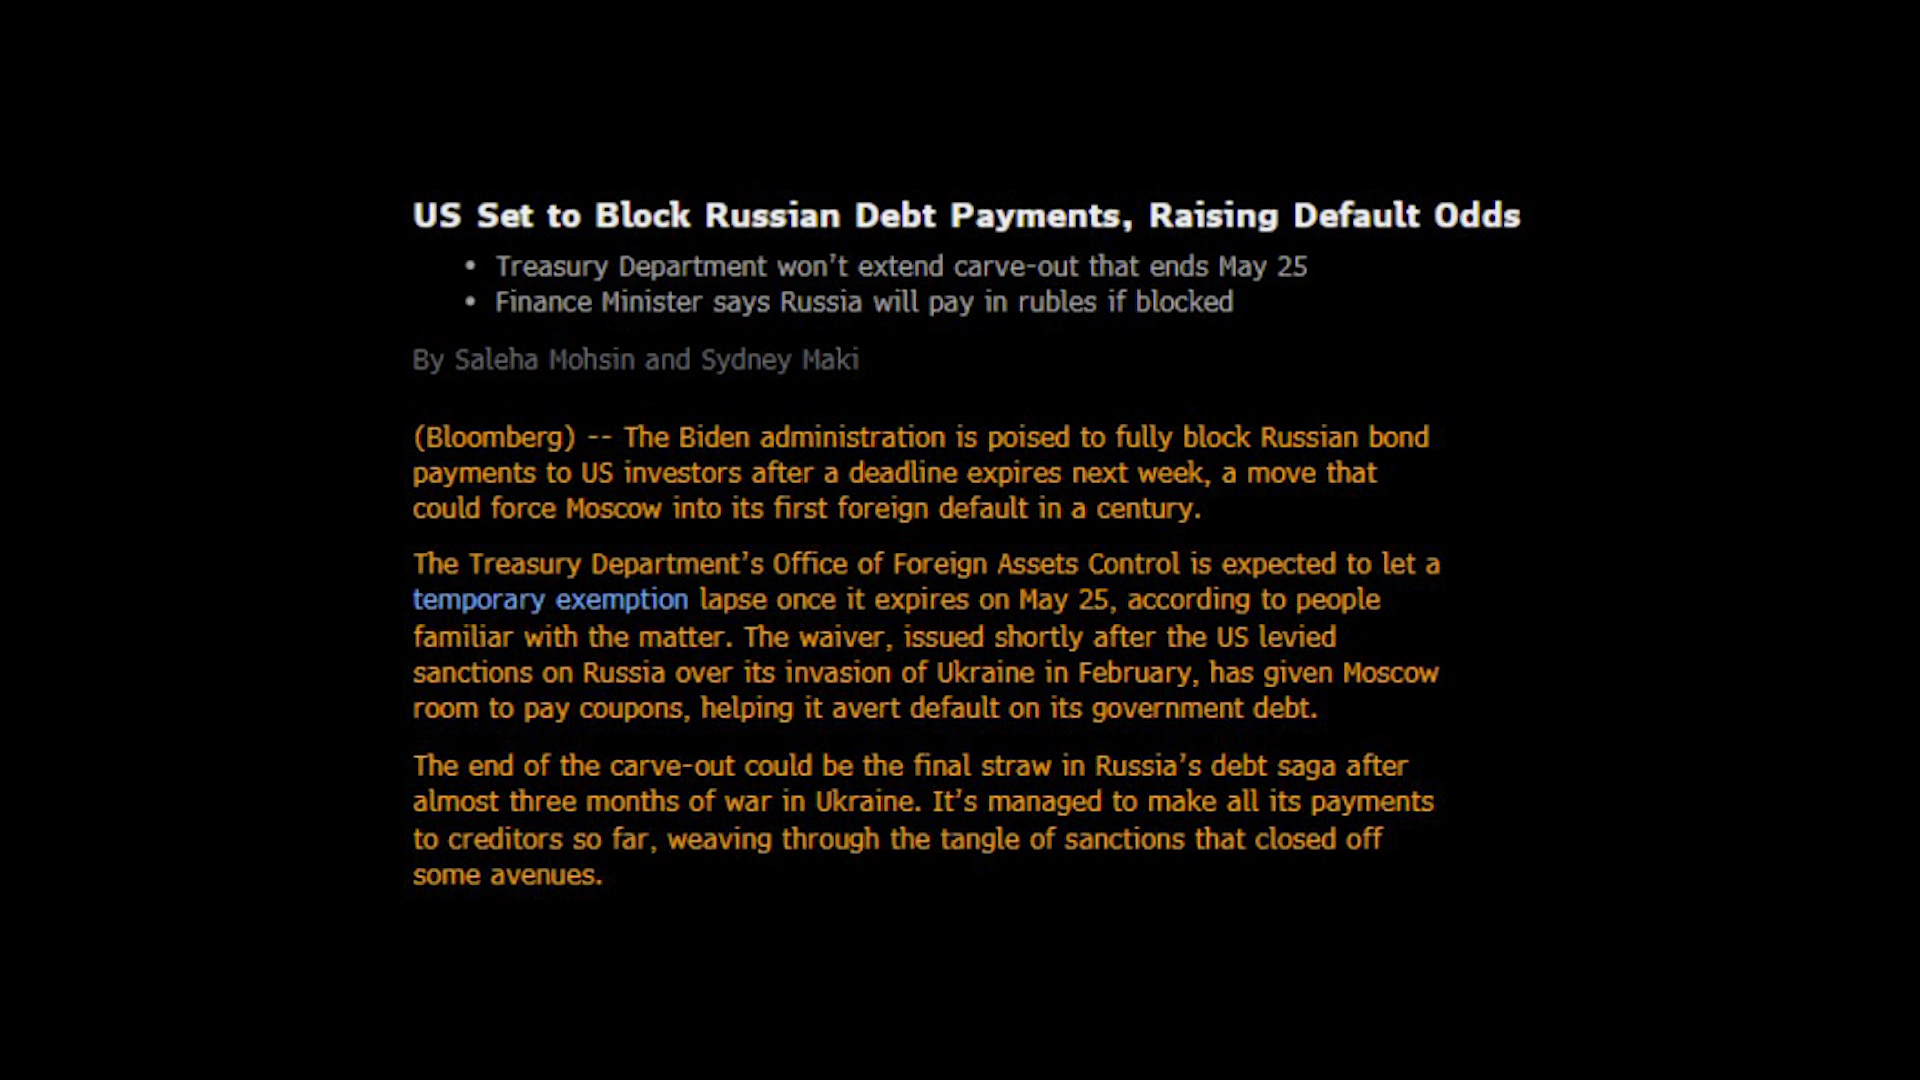 US Set to Block Russian Debt Payments, Raising Default Odds
• Treasury Department won't extend carve-out that ends May 25
• Finance Minister says Russia will pay in rubles if blocked
By Saleha Mohsin and Sydney Maki
(Bloomberg) -- The Biden administration is poised to fully block Russian bond
payments to US investors after a deadline expires next week, a move that
could force Moscow into its first foreign default in a century.
The Treasury Department's Office of Foreign Assets Control is expected to let a
temporary exemption lapse once it expires on May 25, according to people
familiar with the matter. The waiver, issued shortly after the US levied
sanctions on Russia over its invasion of Ukraine in February, has given Moscow
room to pay coupons, helping it avert default on its government debt.
The end of the carve-out could be the final straw in Russia's debt saga after
almost three months of war in Ukraine. It's managed to make all its payments
to creditors so far, weaving through the tangle of sanctions that closed off
some avenues.